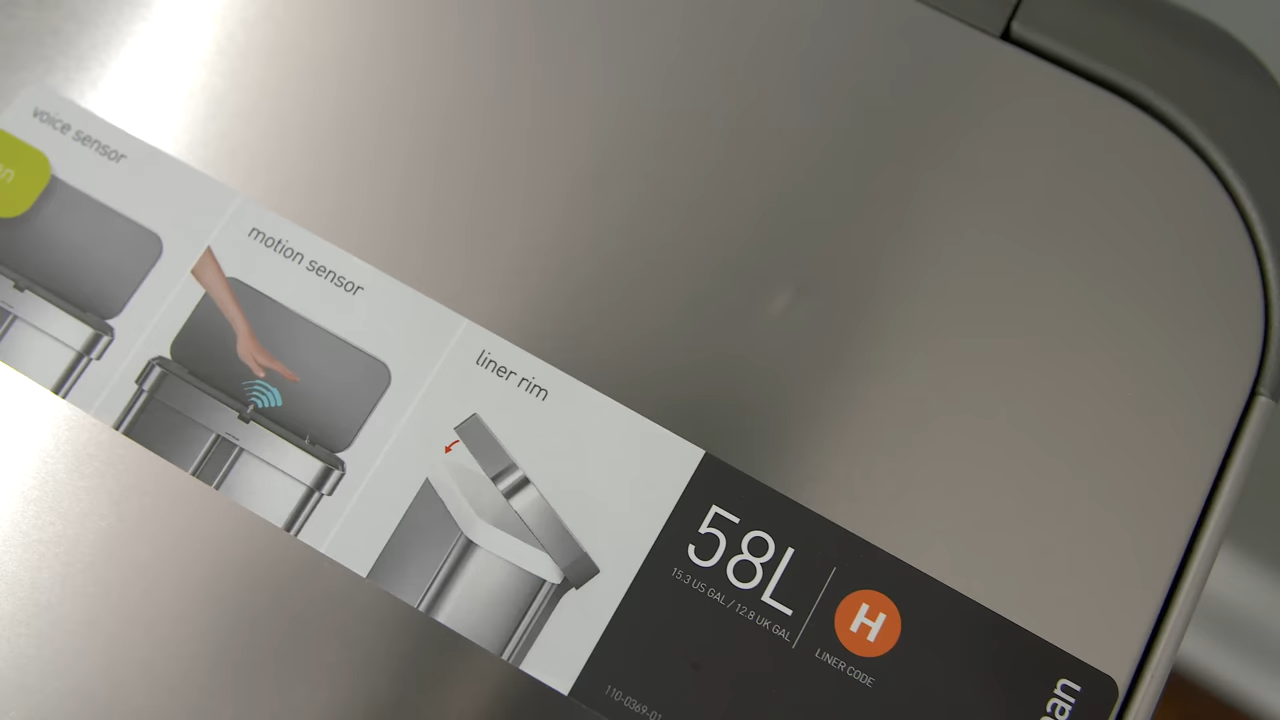 voice sensor
motion sensor
liner rim
58L
15.3 US GAL / 12.8 UK GAL
H
LINER CODE
110-0369-01